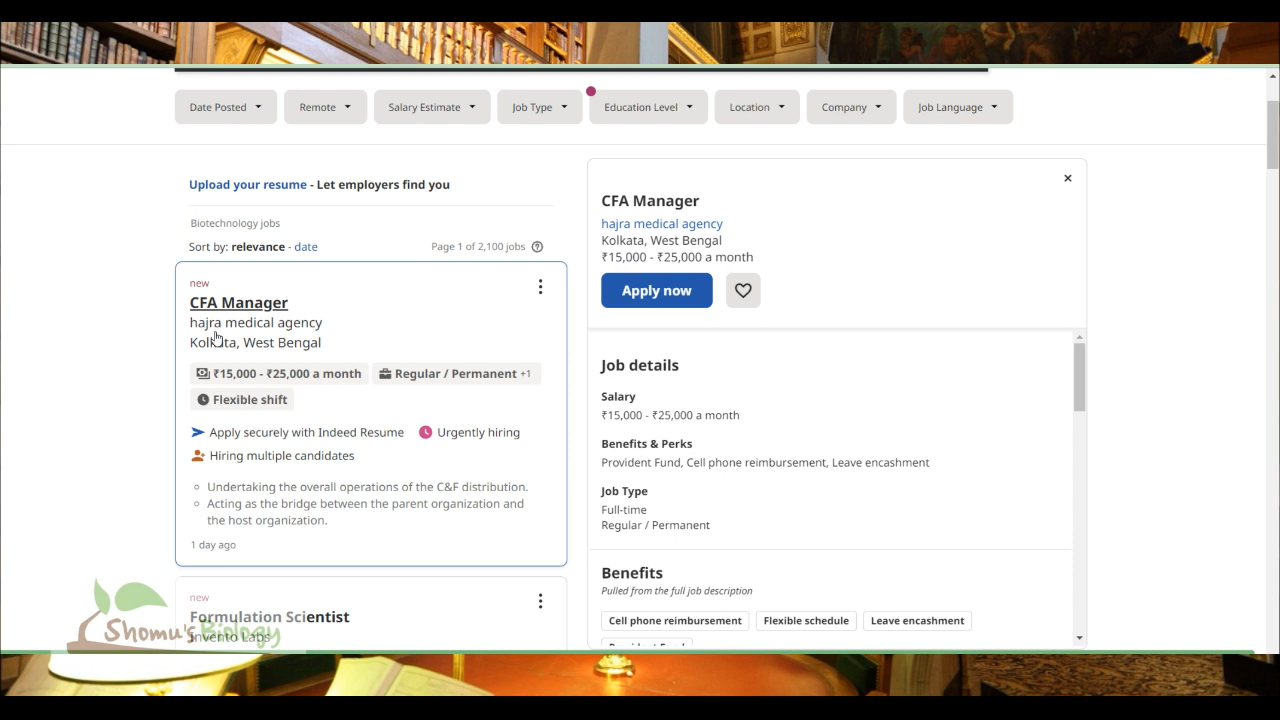 Date Posted
Remote
Salary Estimate
Job Type
Education Level
Location
Company
Job Language
Upload your resume - Let employers find you
Biotechnology jobs
Sort by: relevance - date
Page 1 of 2,100 jobs
new
CFA Manager
hajra medical agency
Kolkata, West Bengal
₹15,000 - ₹25,000 a month
Regular / Permanent +1
Flexible shift
Apply securely with Indeed Resume
Urgently hiring
Hiring multiple candidates
Undertaking the overall operations of the C&F distribution.
Acting as the bridge between the parent organization and
the host organization.
1 day ago
new
Formulation Scientist
Invento Labs
Shomu's Biology
CFA Manager
hajra medical agency
Kolkata, West Bengal
₹15,000 - ₹25,000 a month
Apply now
Job details
Salary
₹15,000 - ₹25,000 a month
Benefits & Perks
Provident Fund, Cell phone reimbursement, Leave encashment
Job Type
Full-time
Regular / Permanent
Benefits
Pulled from the full job description
Cell phone reimbursement
Flexible schedule
Leave encashment